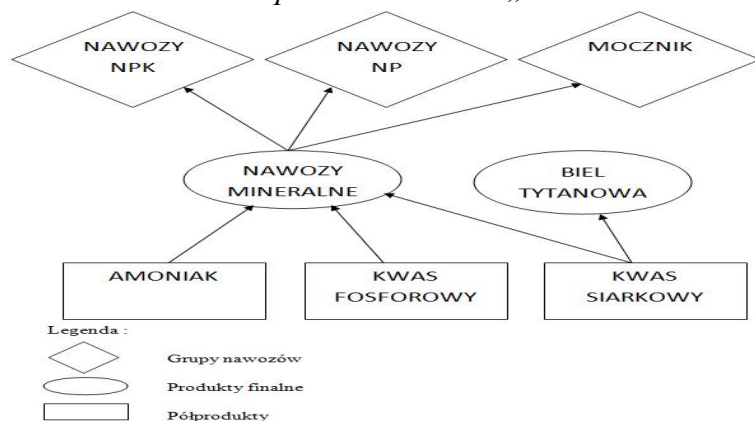 NAWOZY
NPK
NAWOZY
NP
MOCZNIK
NAWOZY
MINERALNE
BIEL
TYTANOWA
AMONIAK
KWAS
FOSFOROWY
KWAS
SIARKOWY
Legenda :
Grupy nawozów
Produkty finalne
Półprodukty